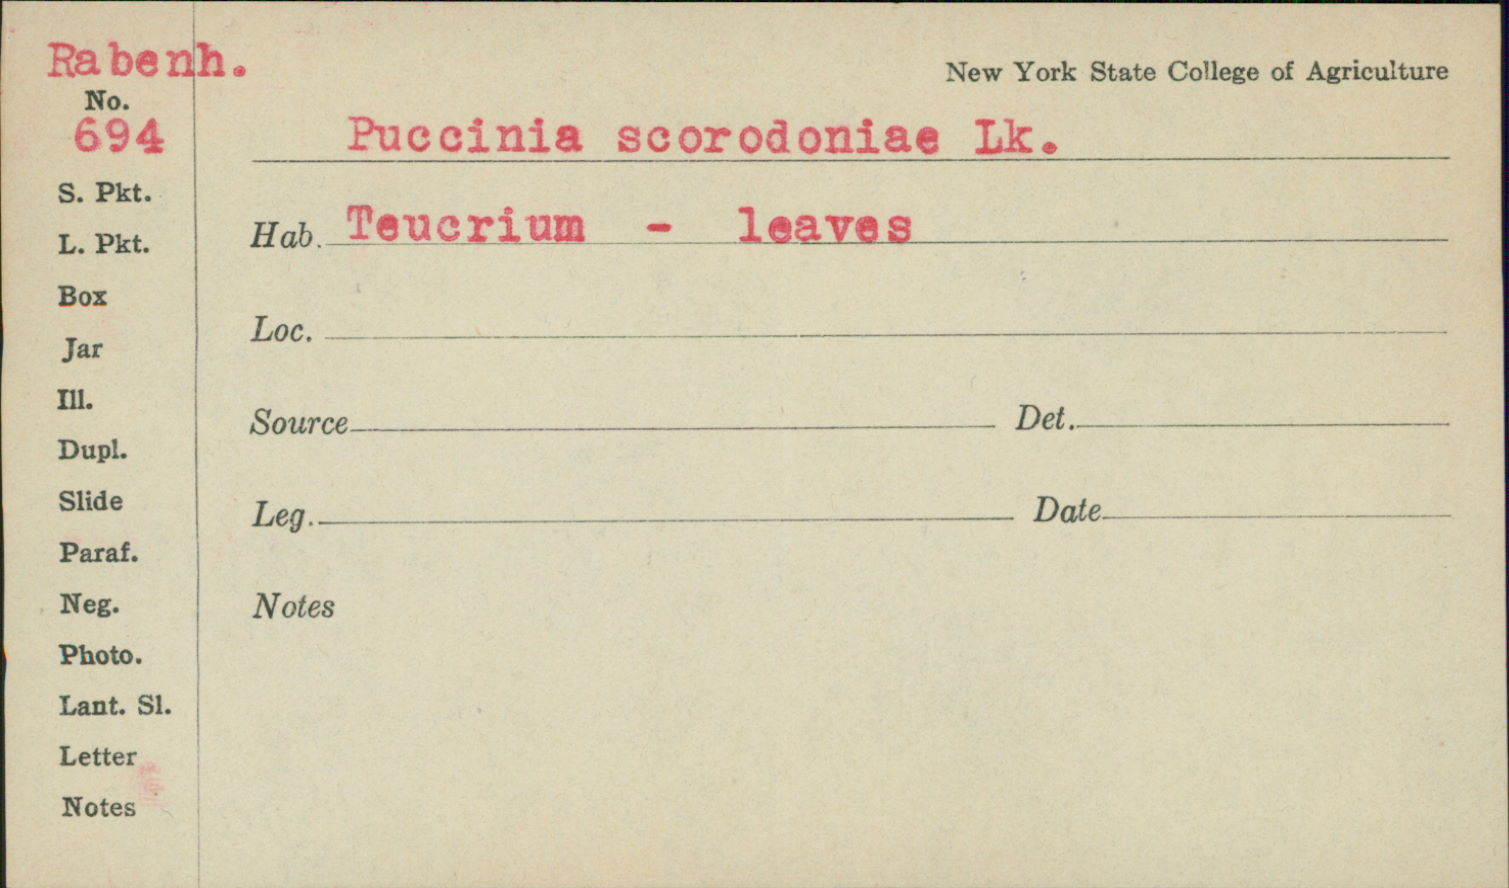 Rabenh.
New York State College of Agriculture
No.
694
Puccinia scorodoniae Lk.
S. Pkt.
Hab. Teucrium - leaves
L. Pkt.
Box
Loc.
Jar
Ill.
Source Det.
Dupl.
Slide
Leg. Date
Paraf.
Neg.
Notes
Photo.
Lant. Sl.
Letter
Notes